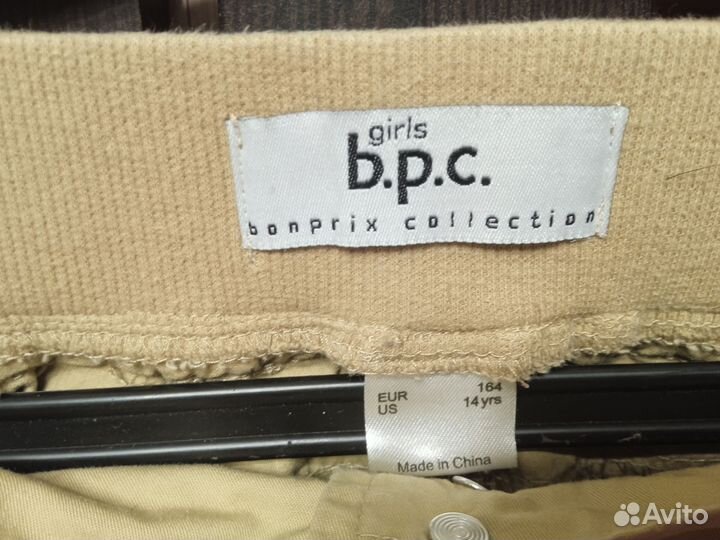 girls
b.p.c.
bonprix collection
EUR 164
US 14 yrs
Made in China
Avito